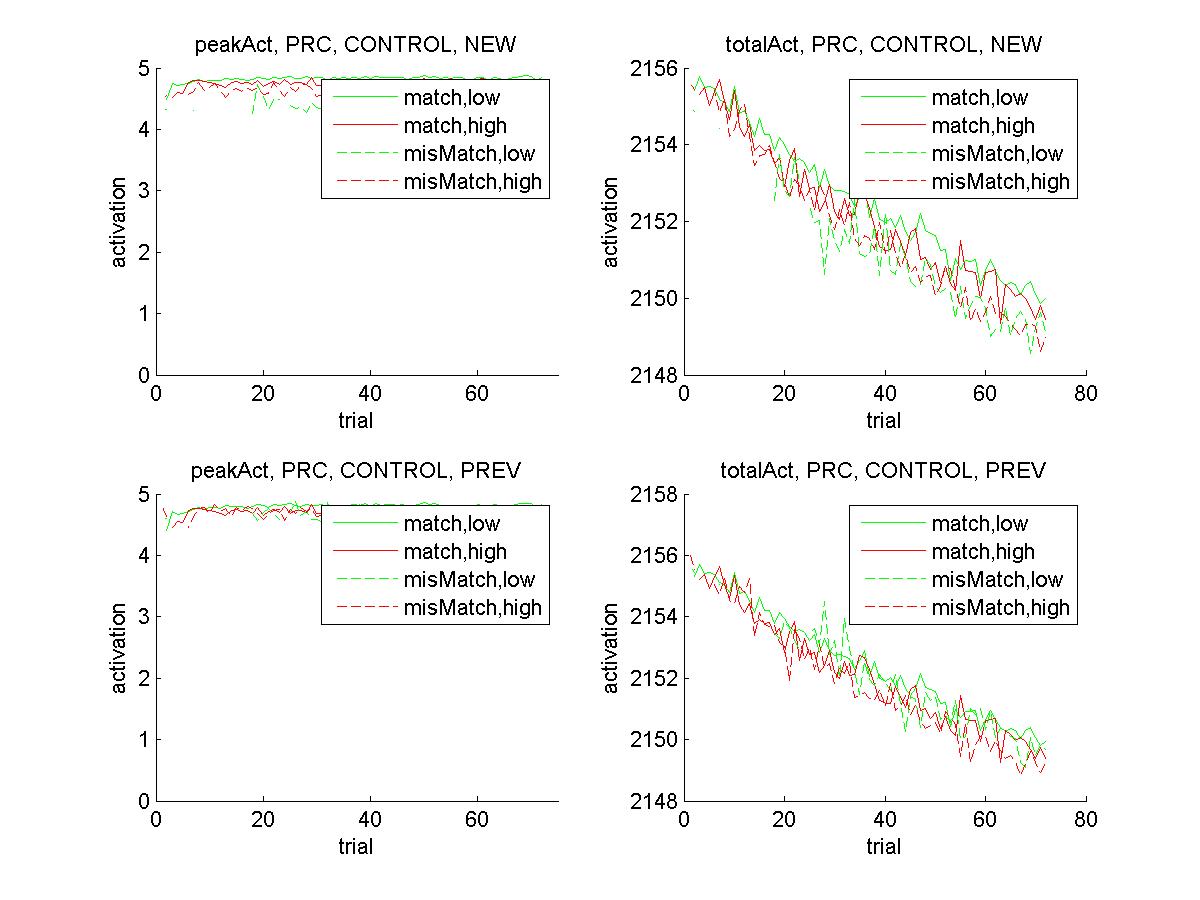 peakAct, PRC, CONTROL, NEW
5
4
3
2
1
0
activation
match,low
match,high
misMatch,low
misMatch,high
0 20 40 60
trial
totalAct, PRC, CONTROL, NEW
2156
2154
2152
2150
2148
activation
match,low
match,high
misMatch,low
misMatch,high
0 20 40 60 80
trial
peakAct, PRC, CONTROL, PREV
5
4
3
2
1
0
activation
match,low
match,high
misMatch,low
misMatch,high
0 20 40 60
trial
totalAct, PRC, CONTROL, PREV
2158
2156
2154
2152
2150
2148
activation
match,low
match,high
misMatch,low
misMatch,high
0 20 40 60 80
trial